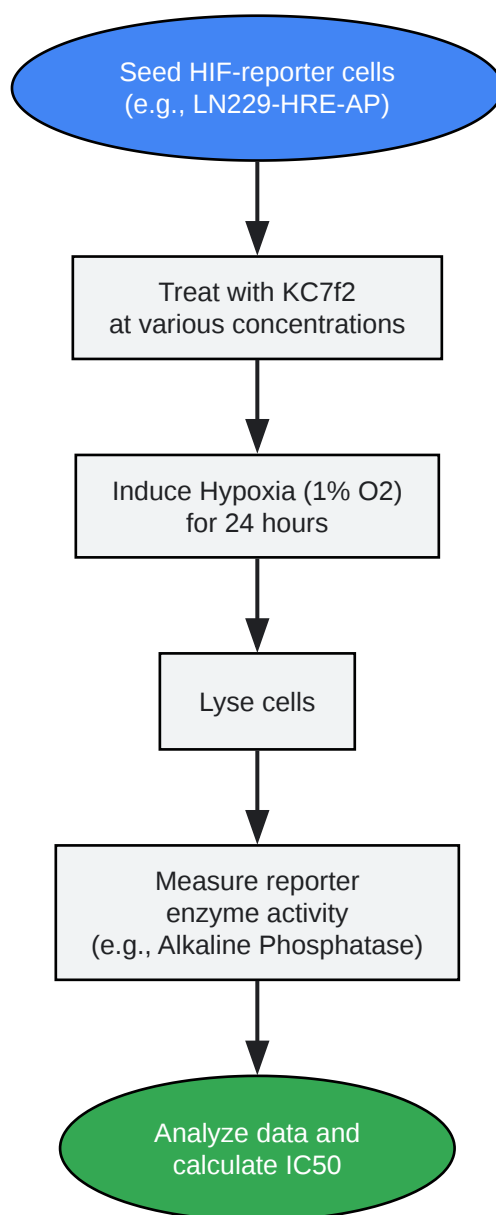 Seed HIF-reporter cells
(e.g., LN229-HRE-AP)
Treat with KC7f2
at various concentrations
Induce Hypoxia (1% O2)
for 24 hours
Lyse cells
Measure reporter
enzyme activity
(e.g., Alkaline Phosphatase)
Analyze data and
calculate IC50